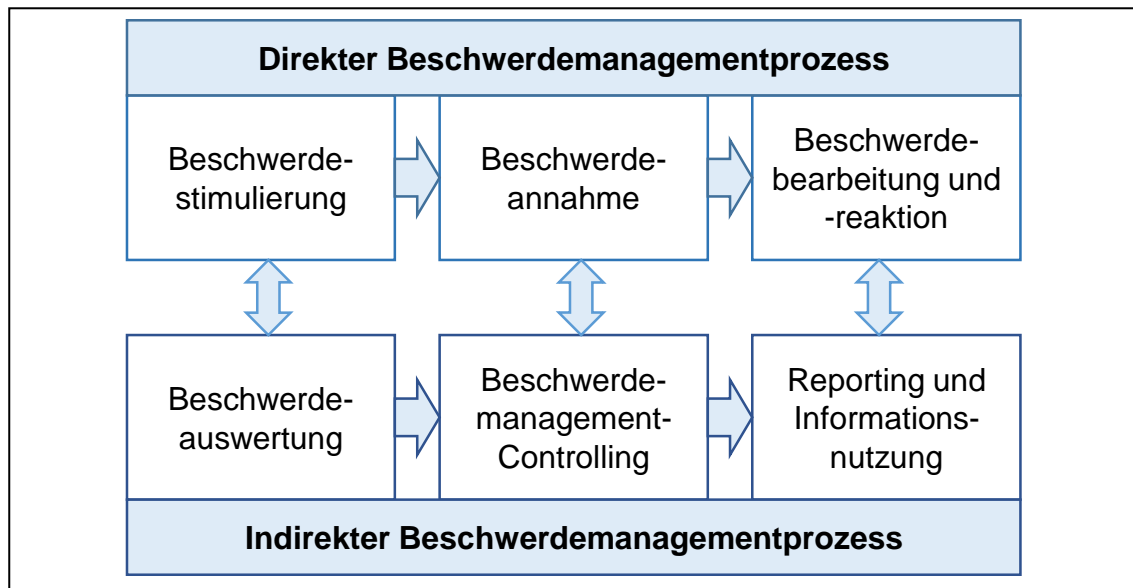 Direkter Beschwerdemanagementprozess
Beschwerde-
stimulierung
Beschwerde-
annahme
Beschwerde-
bearbeitung und
-reaktion
Beschwerde-
auswertung
Beschwerde-
management-
Controlling
Reporting und
Informations-
nutzung
Indirekter Beschwerdemanagementprozess